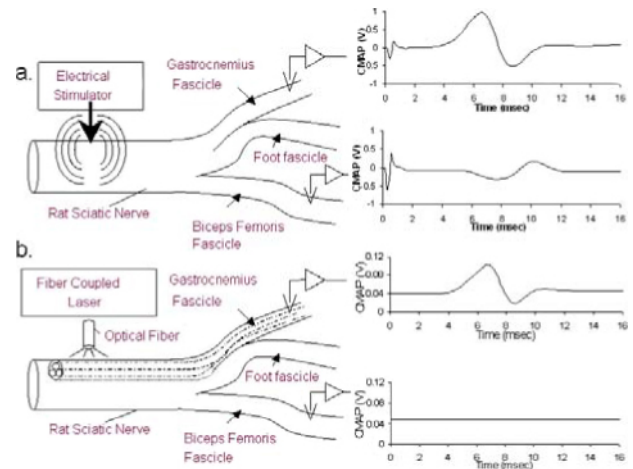 a.
Electrical
Stimulator
Gastrocnemius
Fascicle
Foot fascicle
Rat Sciatic Nerve
Biceps Femoris
Fascicle
CMAP (V)
1
0.5
0
-0.5
-1
0 2 4 6 8 10 12 14 16
Time (msec)
CMAP (V)
1
0.5
0
-0.5
-1
0 2 4 6 8 10 12 14 16
Time (msec)
b.
Fiber Coupled
Laser
Optical Fiber
Gastrocnemius
Fascicle
Foot fascicle
Rat Sciatic Nerve
Biceps Femoris
Fascicle
CMAP (V)
0.12
0.08
0.04
0
0 2 4 6 8 10 12 14 16
Time (msec)
CMAP (V)
0.12
0.08
0.04
0
0 2 4 6 8 10 12 14 16
Time (msec)